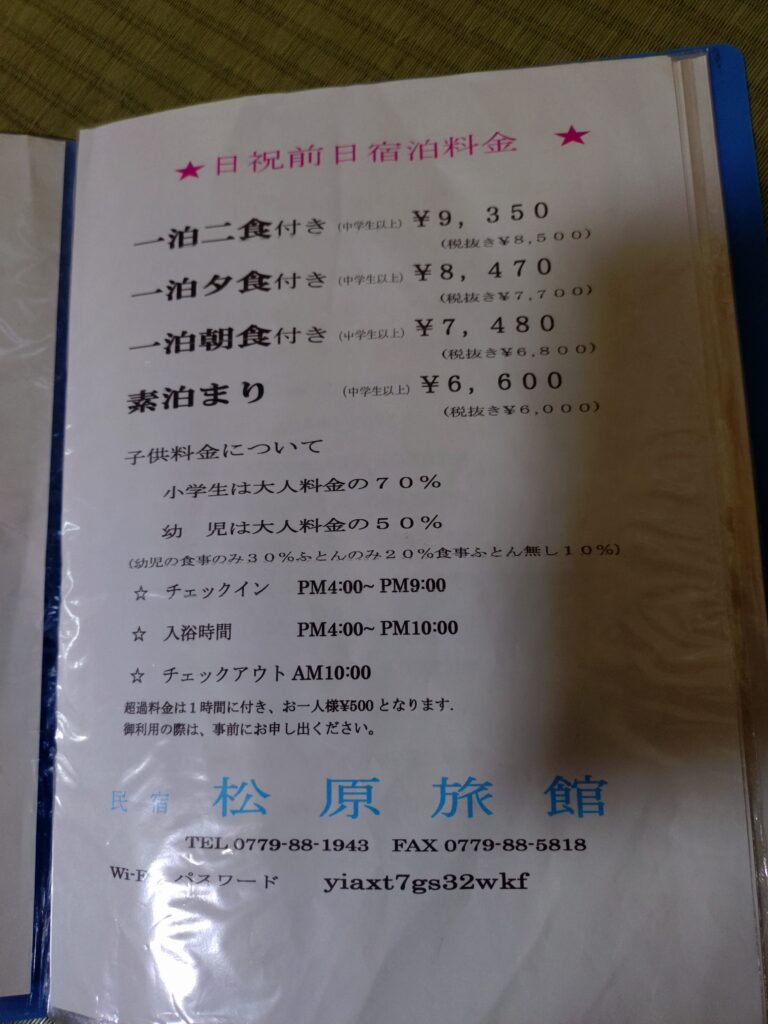 ★日祝前日宿泊料金 ★
一泊二食付き (中学生以上) ¥9,350
(税抜き¥8,500)
一泊夕食付き (中学生以上) ¥8,470
(税抜き¥7,700)
一泊朝食付き (中学生以上) ¥7,480
(税抜き¥6,800)
素泊まり (中学生以上) ¥6,600
(税抜き¥6,000)
子供料金について
小学生は大人料金の70%
幼 児は大人料金の50%
(幼児の食事のみ30%ふとんのみ20%食事ふとん無し10%)
☆ チェックイン PM4:00~ PM9:00
☆ 入浴時間 PM4:00~ PM10:00
☆ チェックアウト AM10:00
超過料金は1時間に付き、お一人様¥500となります.
御利用の際は、事前にお申し出ください。
民宿 松原旅館
TEL 0779-88-1943 FAX 0779-88-5818
パスワード yiaxt7gs32wkf